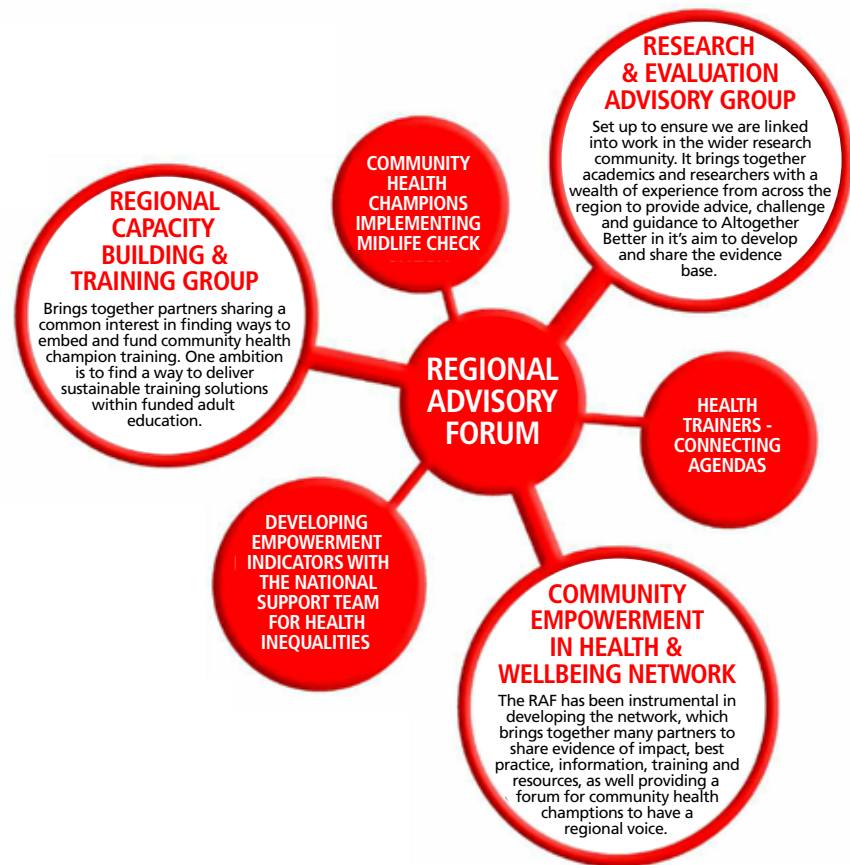 RESEARCH
& EVALUATION
ADVISORY GROUP
Set up to ensure we are linked
into work in the wider research
community. It brings together
academics and researchers with a
wealth of experience from across the
region to provide advice, challenge
and guidance to Altogether
Better in it's aim to develop
and share the evidence
base.
COMMUNITY
HEALTH
CHAMPIONS
IMPLEMENTING
MIDLIFE CHECK
REGIONAL
CAPACITY
BUILDING &
TRAINING GROUP
Brings together partners sharing a
common interest in finding ways to
embed and fund community health
champion training. One ambition
is to find a way to deliver
sustainable training solutions
within funded adult
education.
REGIONAL
ADVISORY
FORUM
HEALTH
TRAINERS -
CONNECTING
AGENDAS
DEVELOPING
EMPOWERMENT
INDICATORS WITH
THE NATIONAL
SUPPORT TEAM
FOR HEALTH
INEQUALITIES
COMMUNITY
EMPOWERMENT
IN HEALTH &
WELLBEING NETWORK
The RAF has been instrumental in
developing the network, which
brings together many partners to
share evidence of impact, best
practice, information, training and
resources, as well providing a
forum for community health
champtions to have a
regional voice.